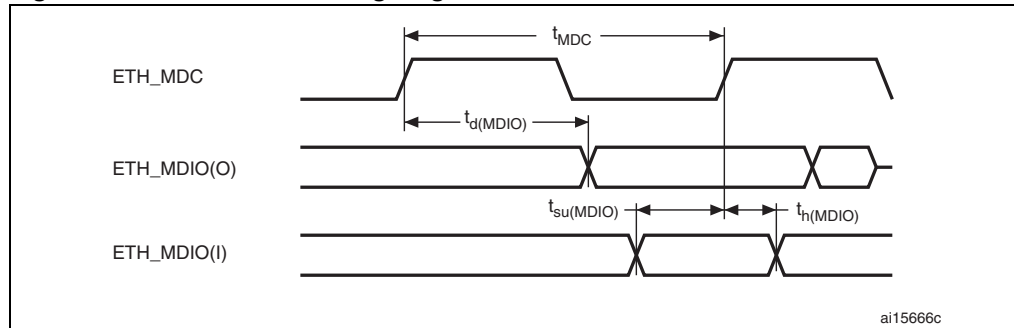 t_MDC
ETH_MDC
t_d(MDIO)
ETH_MDIO(O)
t_su(MDIO) t_h(MDIO)
ETH_MDIO(I)
ai15666c